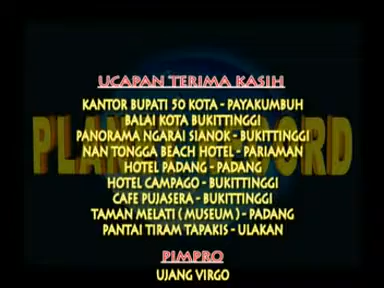 UCAPAN TERIMA KASIH
KANTOR BUPATI 50 KOTA - PAYAKUMBUH
BALAI KOTA BUKITTINGGI
PANORAMA NGARAI SIANOK - BUKITTINGGI
NAN TONGGA BEACH HOTEL - PARIAMAN
HOTEL PADANG - PADANG
HOTEL CAMPAGO - BUKITTINGGI
CAFE PUJASERA - BUKITTINGGI
TAMAN MELATI ( MUSEUM ) - PADANG
PANTAI TIRAM TAPAKIS - ULAKAN
PIMPRO
UJANG VIRGO